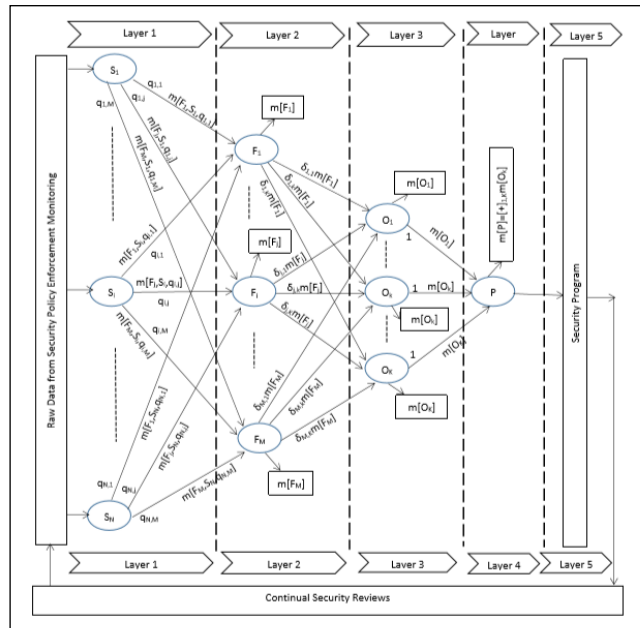 Layer 1
Layer 2
Layer 3
Layer
Layer 5
Raw Data from Security Policy Enforcement Monitoring
S1
q1,1
q1,j
q1,M
m[F1,S1,q1,1]
m[Fj,S1,q1,j]
m[FM,S1,q1,M]
F1
m[F1]
δ1,1m[F1]
δ1,km[F1]
δ1,Km[F1]
m[O1]
O1
1
m[O1]
m[P]=[+]1,Km[Ok]
Security Program
m[F1,Si,qi,1]
qi,1
m[Fj]
δj,1m[Fj]
Si
m[Fj,Si,qi,j]
qi,j
Fj
δj,km[Fj]
Ok
1
m[Ok]
P
m[Ok]
qi,M
m[FM,Si,qi,M]
δj,Km[Fj]
1
m[OK]
OK
m[OK]
m[F1,SN,qN,1]
m[Fj,SN,qN,j]
δM,1m[FM]
δM,km[FM]
δM,Km[FM]
FM
m[FM]
qN,1
qN,j
m[FM,SN,qN,M]
qN,M
SN
Layer 1
Layer 2
Layer 3
Layer 4
Layer 5
Continual Security Reviews